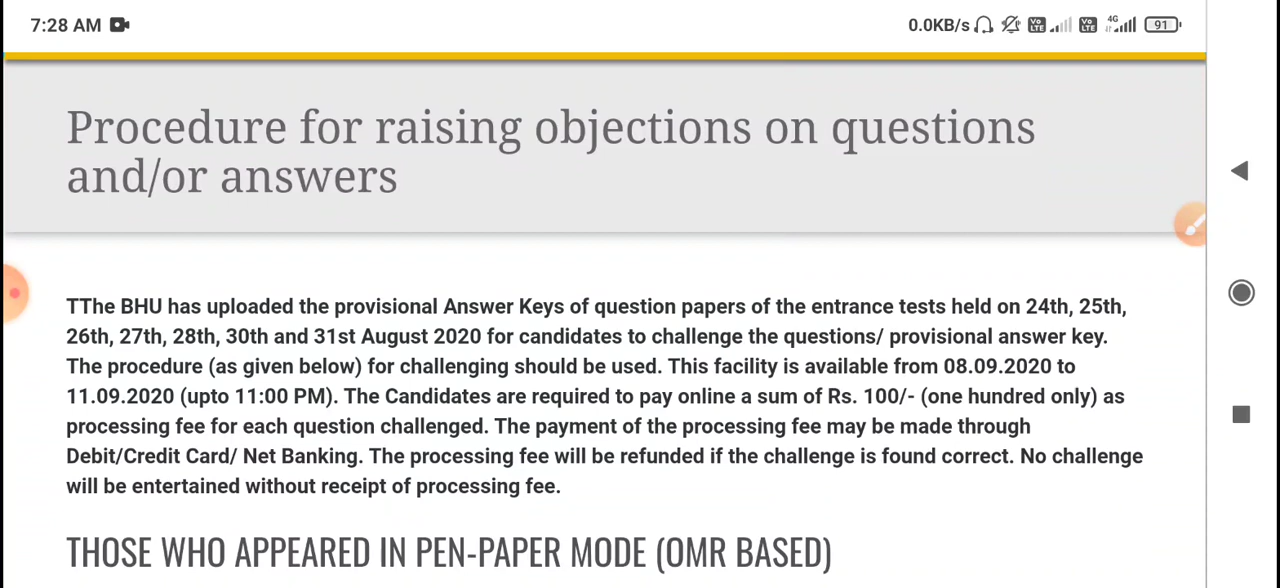 7:28 AM
0.0KB/s Vo LTE Vo LTE 4G 91
Procedure for raising objections on questions
and/or answers
TThe BHU has uploaded the provisional Answer Keys of question papers of the entrance tests held on 24th, 25th,
26th, 27th, 28th, 30th and 31st August 2020 for candidates to challenge the questions/ provisional answer key.
The procedure (as given below) for challenging should be used. This facility is available from 08.09.2020 to
11.09.2020 (upto 11:00 PM). The Candidates are required to pay online a sum of Rs. 100/- (one hundred only) as
processing fee for each question challenged. The payment of the processing fee may be made through
Debit/Credit Card/ Net Banking. The processing fee will be refunded if the challenge is found correct. No challenge
will be entertained without receipt of processing fee.
THOSE WHO APPEARED IN PEN-PAPER MODE (OMR BASED)